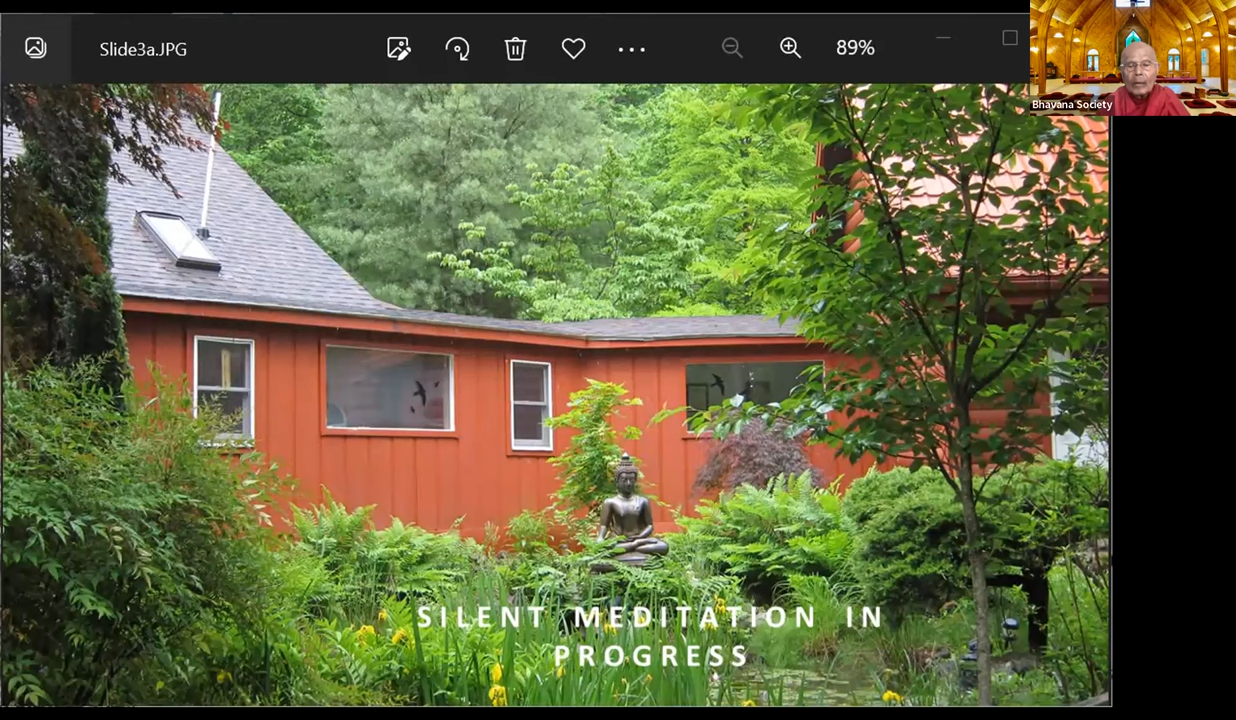 Slide3a.JPG
89%
Bhavana Society
SILENT MEDITATION IN
PROGRESS